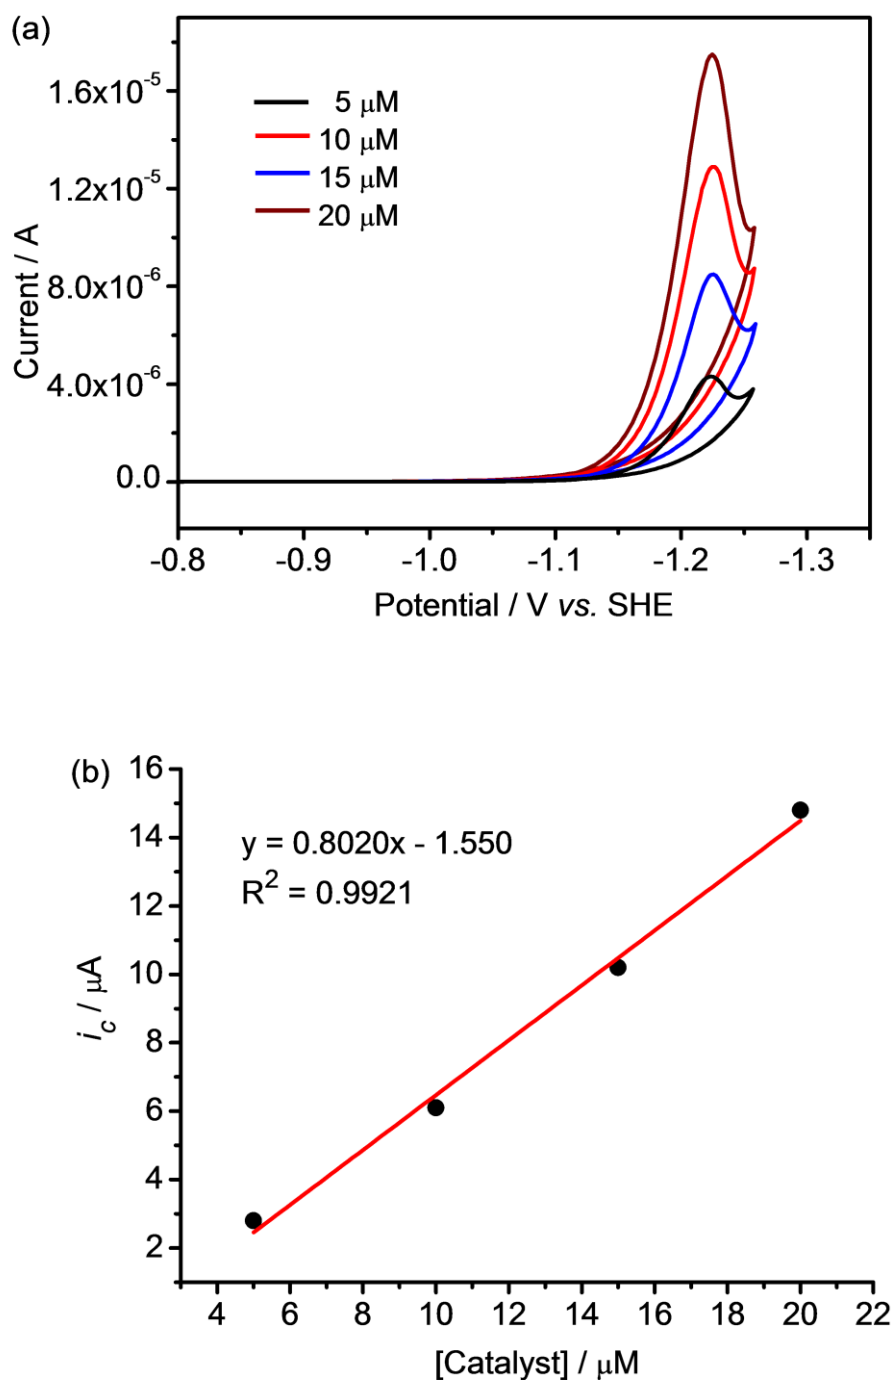 (a)
5 μM
10 μM
15 μM
20 μM
1.6x10⁻⁵
1.2x10⁻⁵
8.0x10⁻⁶
4.0x10⁻⁶
0.0
Current / A
-0.8 -0.9 -1.0 -1.1 -1.2 -1.3
Potential / V vs. SHE
(b)
y = 0.8020x - 1.550
R² = 0.9921
16
14
12
10
8
6
4
2
i_c / μA
4 6 8 10 12 14 16 18 20 22
[Catalyst] / μM